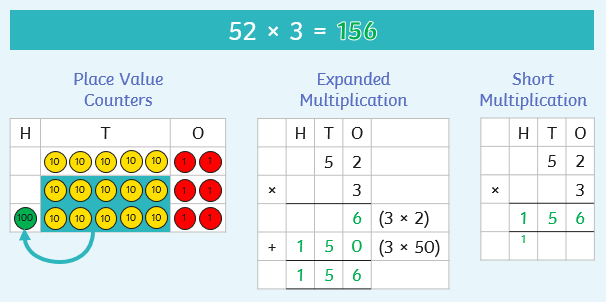 52 × 3 = 156
Place Value
Counters
H T O
10 10 10 10 10 1 1
10 10 10 10 10 1 1
100 10 10 10 10 10 1 1
Expanded
Multiplication
H T O
5 2
× 3
6 (3 × 2)
+ 1 5 0 (3 × 50)
1 5 6
Short
Multiplication
H T O
5 2
× 3
1 5 6
1